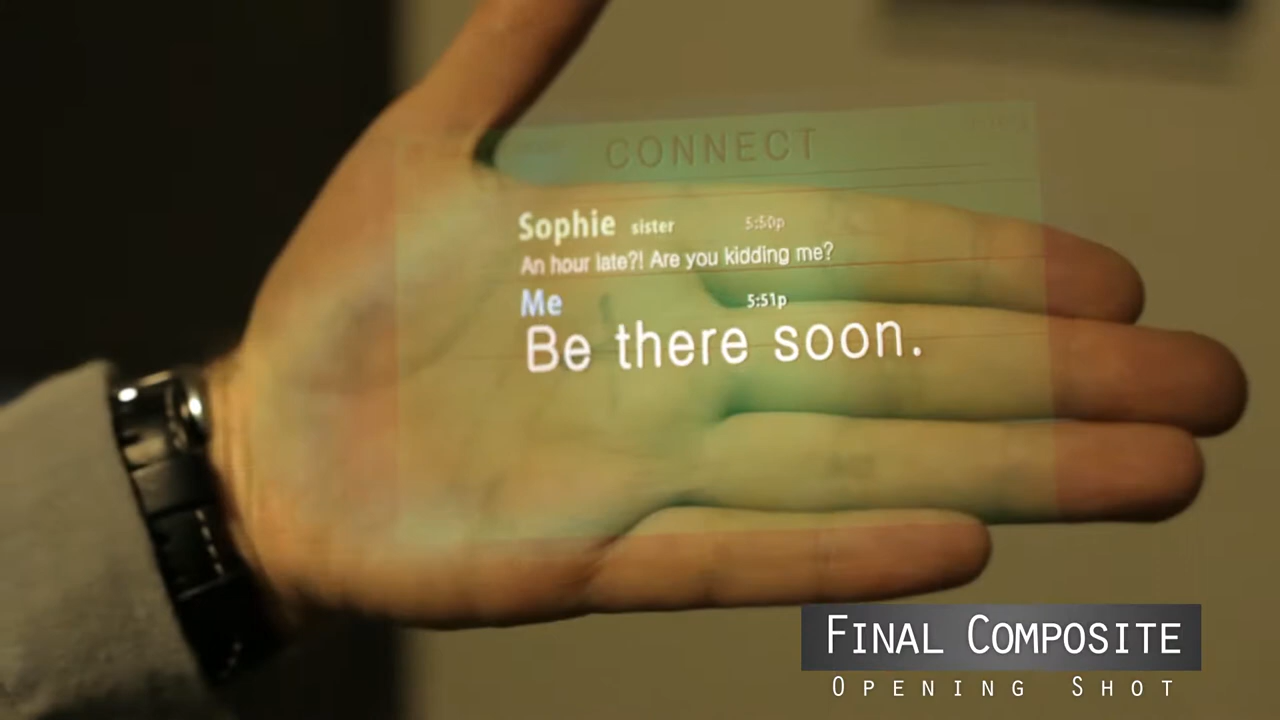 CONNECT
Sophie sister 5:50p
An hour late?! Are you kidding me?
Me 5:51p
Be there soon.
FINAL COMPOSITE
OPENING SHOT